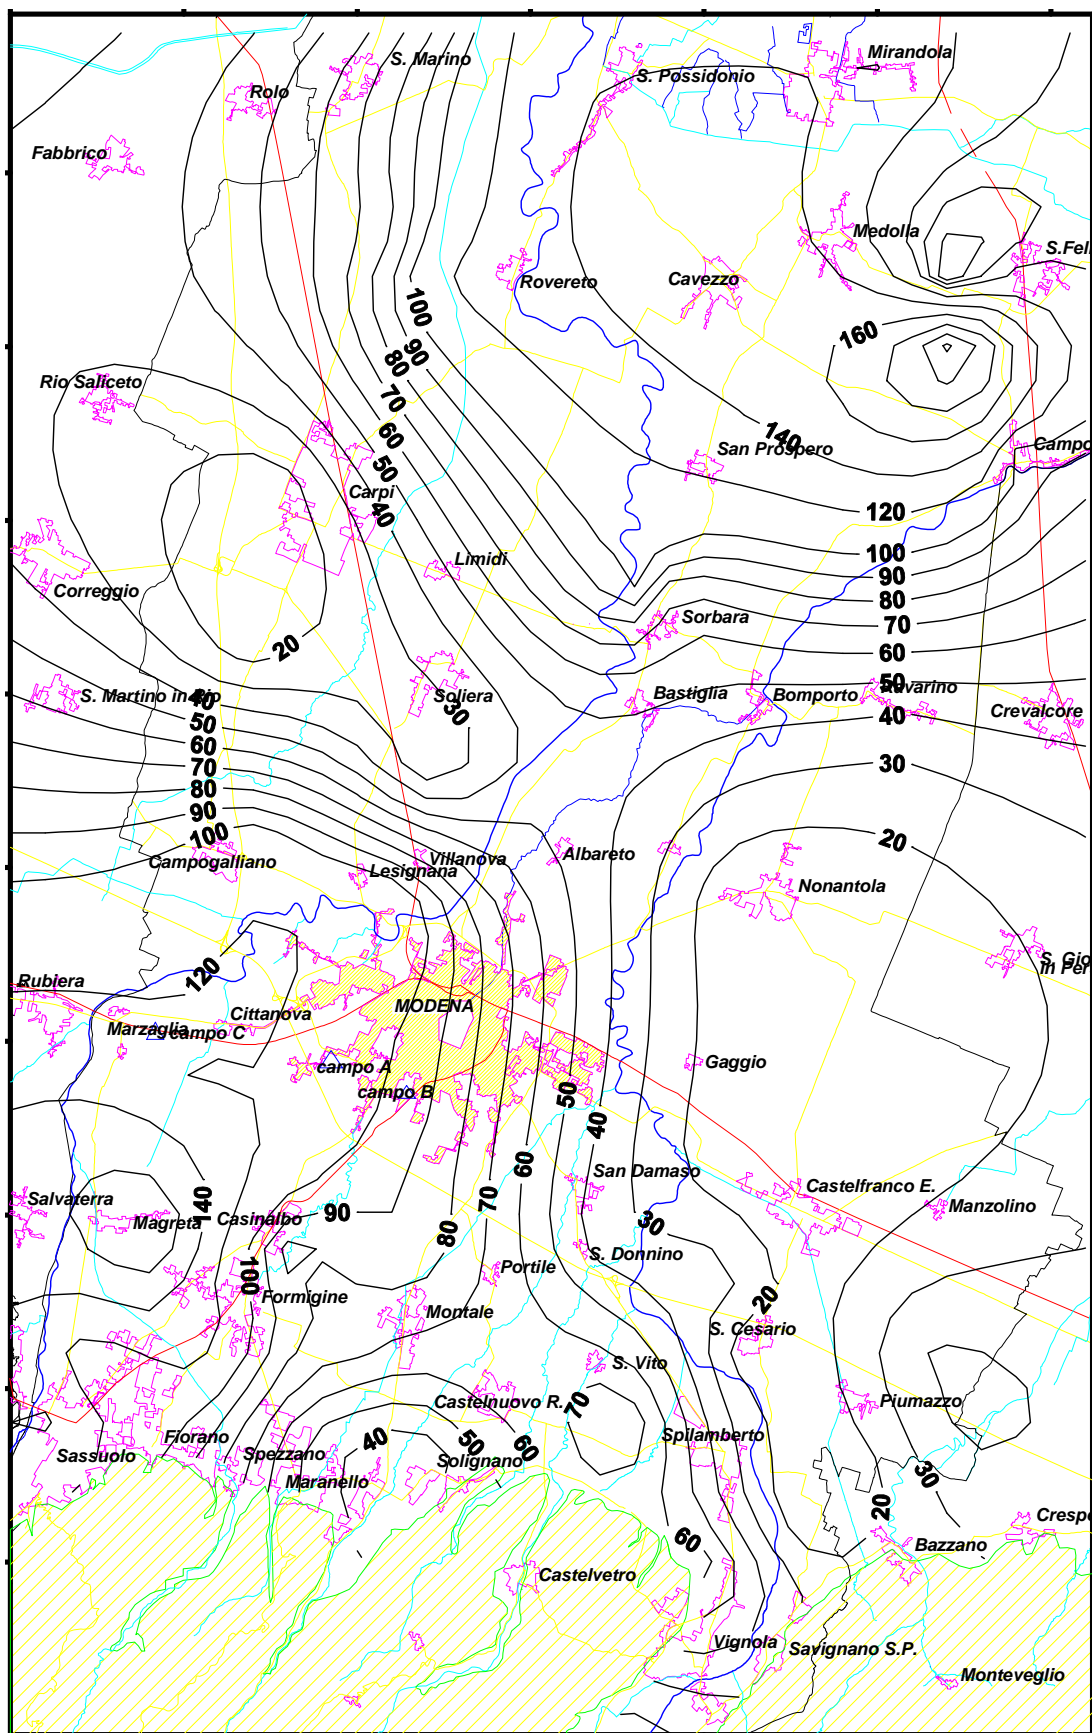 S. Marino
Mirandola
S. Possidonio
Rolo
Fabbrico
Medolla
S.Fel
Rovereto
Cavezzo
100
160
90
80
Rio Saliceto
70
60
140
San Prospero
Campo
50
Carpi
40
120
100
Limidi
90
Correggio
80
Sorbara
70
20
60
50
Ravarino
S. Martino in Rio
40
Soliera
30
Bastiglia
Bomporto
40
Crevalcore
50
60
30
70
80
90
100
20
Campogalliano
Lesignana
Villanova
Albareto
Nonantola
S. Gio
in Per
120
Rubiera
MODENA
Cittanova
Marzaglia
campo C
campo A
Gaggio
campo B
50
40
60
San Damaso
Castelfranco E.
Salvaterra
140
70
Manzolino
Magreta
Casinalbo
90
80
30
S. Donnino
100
Portile
Formigine
Montale
20
S. Cesario
S. Vito
Castelnuovo R.
70
Piumazzo
Fiorano
40
50
60
Spilamberto
Sassuolo
Spezzano
Solignano
Maranello
30
20
Crespe
60
Bazzano
Castelvetro
Vignola
Savignano S.P.
Monteveglio